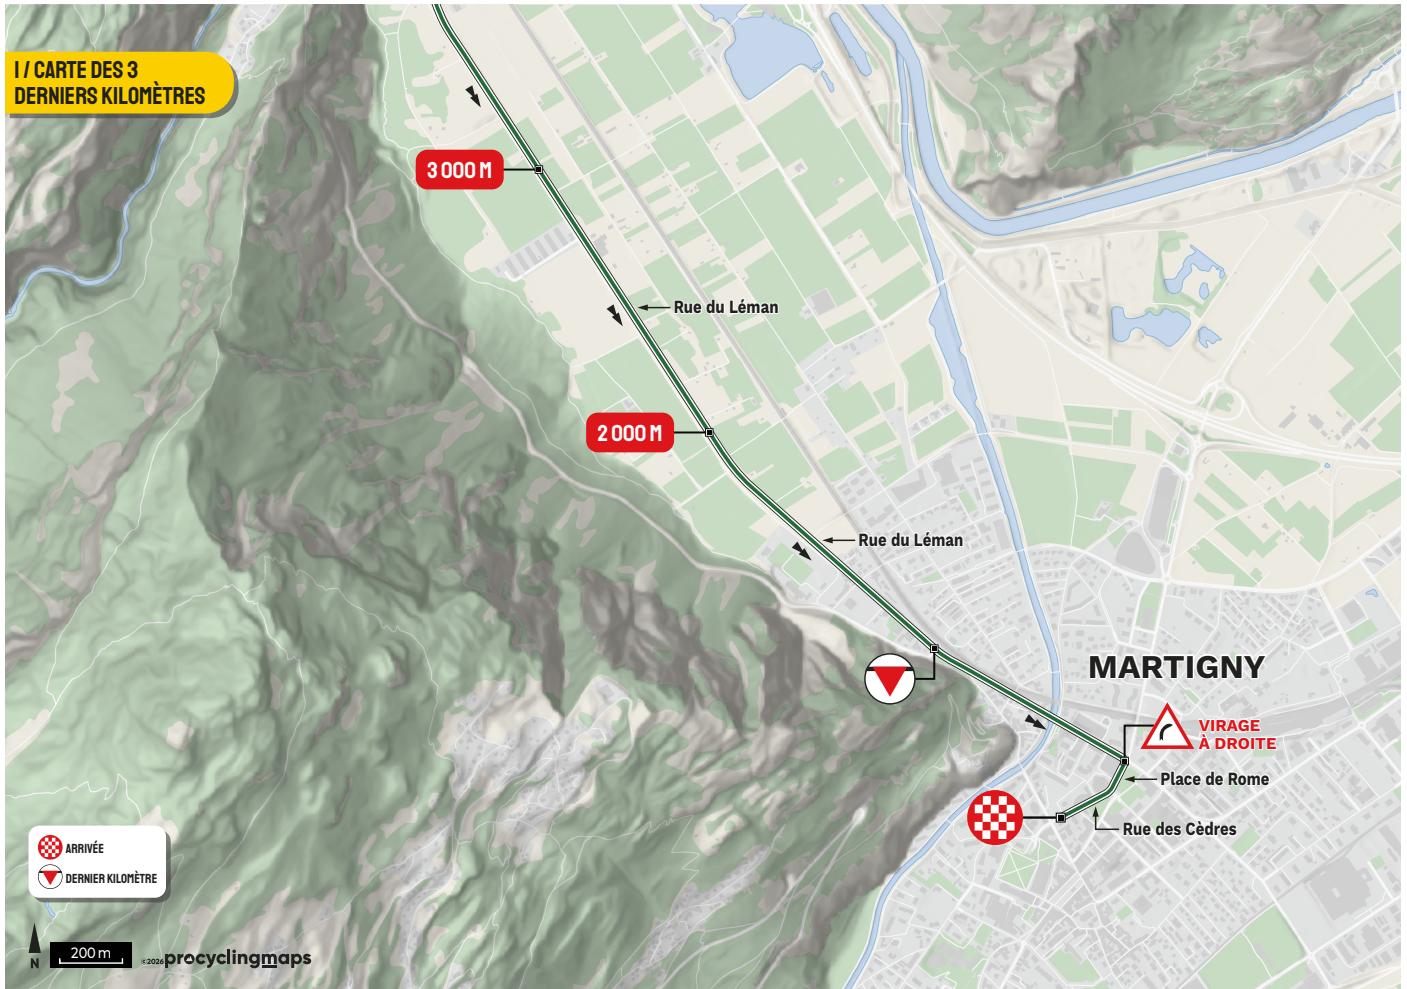 I / CARTE DES 3
DERNIERS KILOMÈTRES
3 000 M
Rue du Léman
2 000 M
Rue du Léman
MARTIGNY
VIRAGE
À DROITE
Place de Rome
Rue des Cèdres
ARRIVÉE
DERNIER KILOMÈTRE
N
200 m
©2026 procyclingmaps